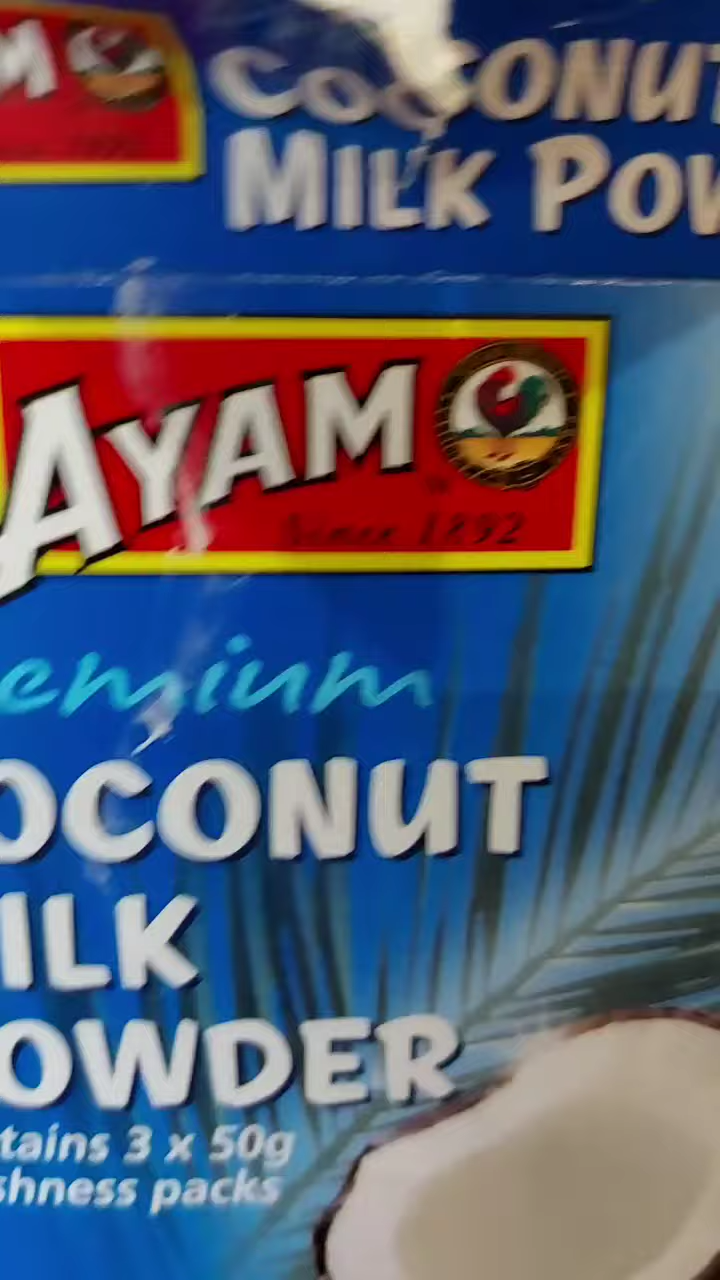 M
COCONUT
MILK POW
AYAM
Since 1892
emium
OCONUT
ILK
OWDER
tains 3 x 50g
shness packs